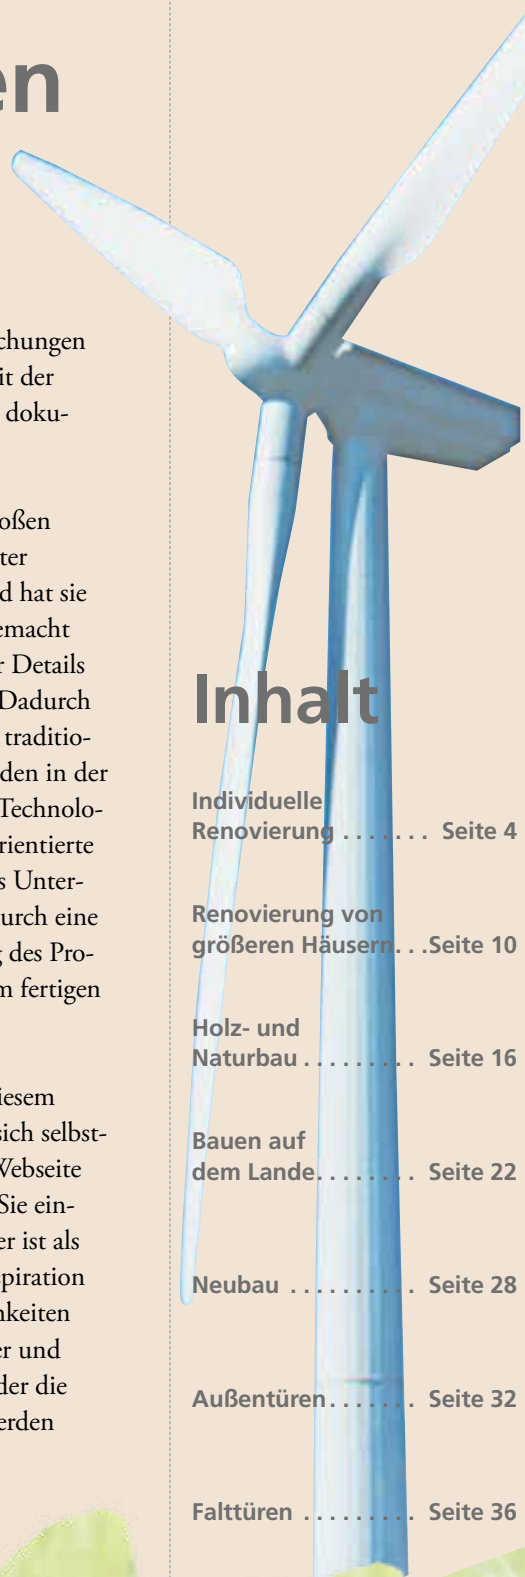 en
chungen
it der
doku-
oßen
ter
d hat sie
emacht
r Details
Dadurch
traditio-
den in der
Technolo-
rientierte
s Unter-
urch eine
g des Pro-
m fertigen
iesem
sich selbst-
Webseite
Sie ein-
er ist als
spiration
hkeiten
er und
der die
erden
Inhalt
Individuelle
Renovierung . . . . . . . Seite 4
Renovierung von
größeren Häusern. . .Seite 10
Holz- und
Naturbau . . . . . . . . . Seite 16
Bauen auf
dem Lande. . . . . . . . Seite 22
Neubau . . . . . . . . . . Seite 28
Außentüren. . . . . . . Seite 32
Falttüren . . . . . . . . . Seite 36